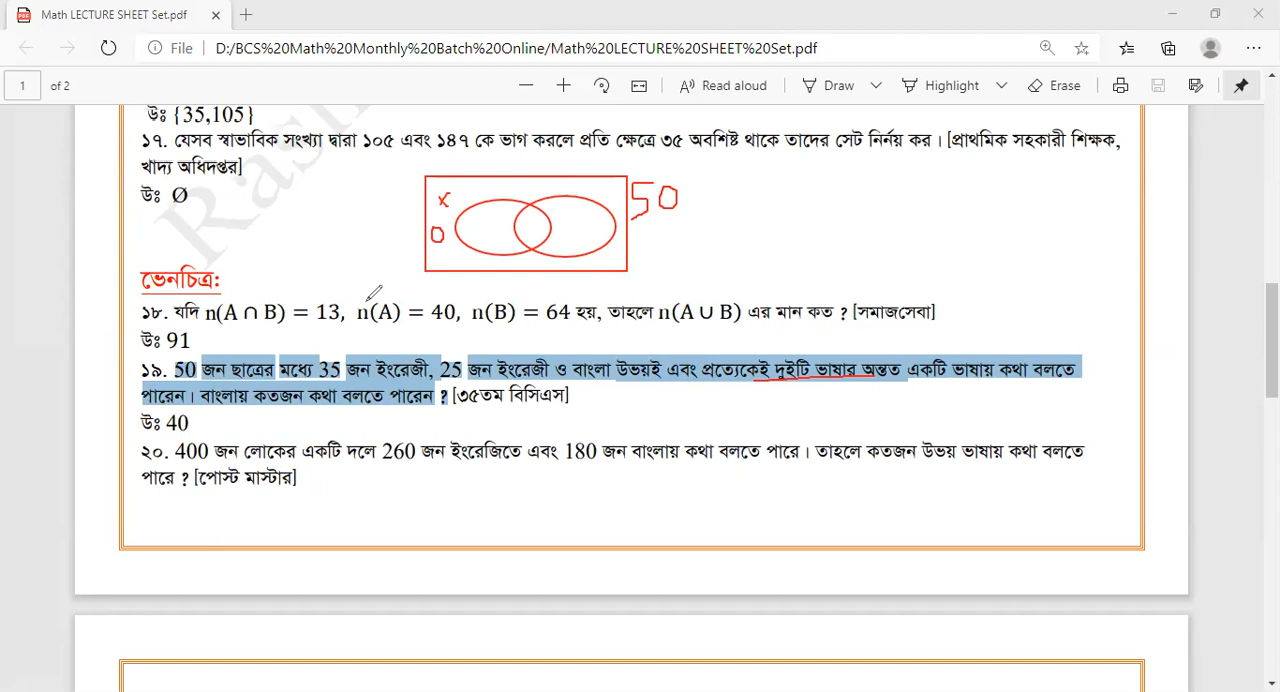 Math LECTURE SHEET Set.pdf
File D:/BCS%20Math%20Monthly%20Batch%20Online/Math%20LECTURE%20SHEET%20Set.pdf
1 of 2 Read aloud Draw Highlight Erase
উঃ {35,105}
১৭. যেসব স্বাভাবিক সংখ্যা দ্বারা ১০৫ এবং ১৪৭ কে ভাগ করলে প্রতি ক্ষেত্রে ৩৫ অবশিষ্ট থাকে তাদের সেট নির্নয় কর। [প্রাথমিক সহকারী শিক্ষক,
খাদ্য অধিদপ্তর]
উঃ Ø
x
0
50
ভেনচিত্র:
১৮. যদি n(A ∩ B) = 13, n(A) = 40, n(B) = 64 হয়, তাহলে n(A ∪ B) এর মান কত ? [সমাজসেবা]
উঃ 91
১৯. 50 জন ছাত্রের মধ্যে 35 জন ইংরেজী, 25 জন ইংরেজী ও বাংলা উভয়ই এবং প্রত্যেকেই দুইটি ভাষার অন্তত একটি ভাষায় কথা বলতে
পারেন। বাংলায় কতজন কথা বলতে পারেন ? [৩৫তম বিসিএস]
উঃ 40
২০. 400 জন লোকের একটি দলে 260 জন ইংরেজিতে এবং 180 জন বাংলায় কথা বলতে পারে। তাহলে কতজন উভয় ভাষায় কথা বলতে
পারে ? [পোস্ট মাস্টার]